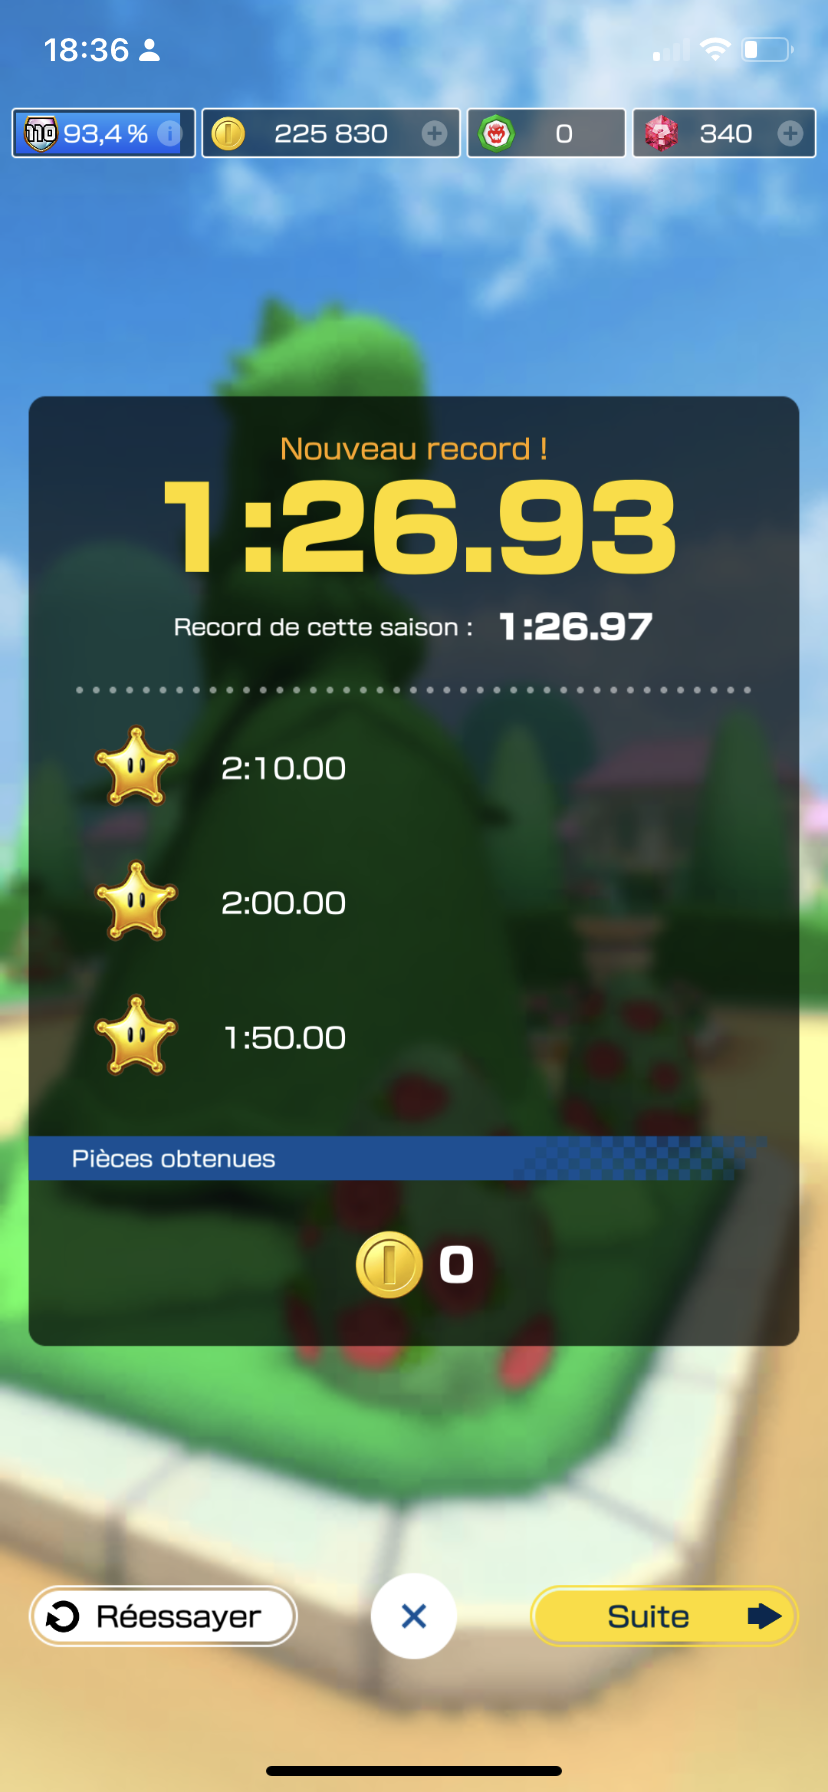 18:36
110 93,4 % i 225 830 + 0 340 +
Nouveau record !
1:26.93
Record de cette saison : 1:26.97
2:10.00
2:00.00
1:50.00
Pièces obtenues
0
Réessayer × Suite